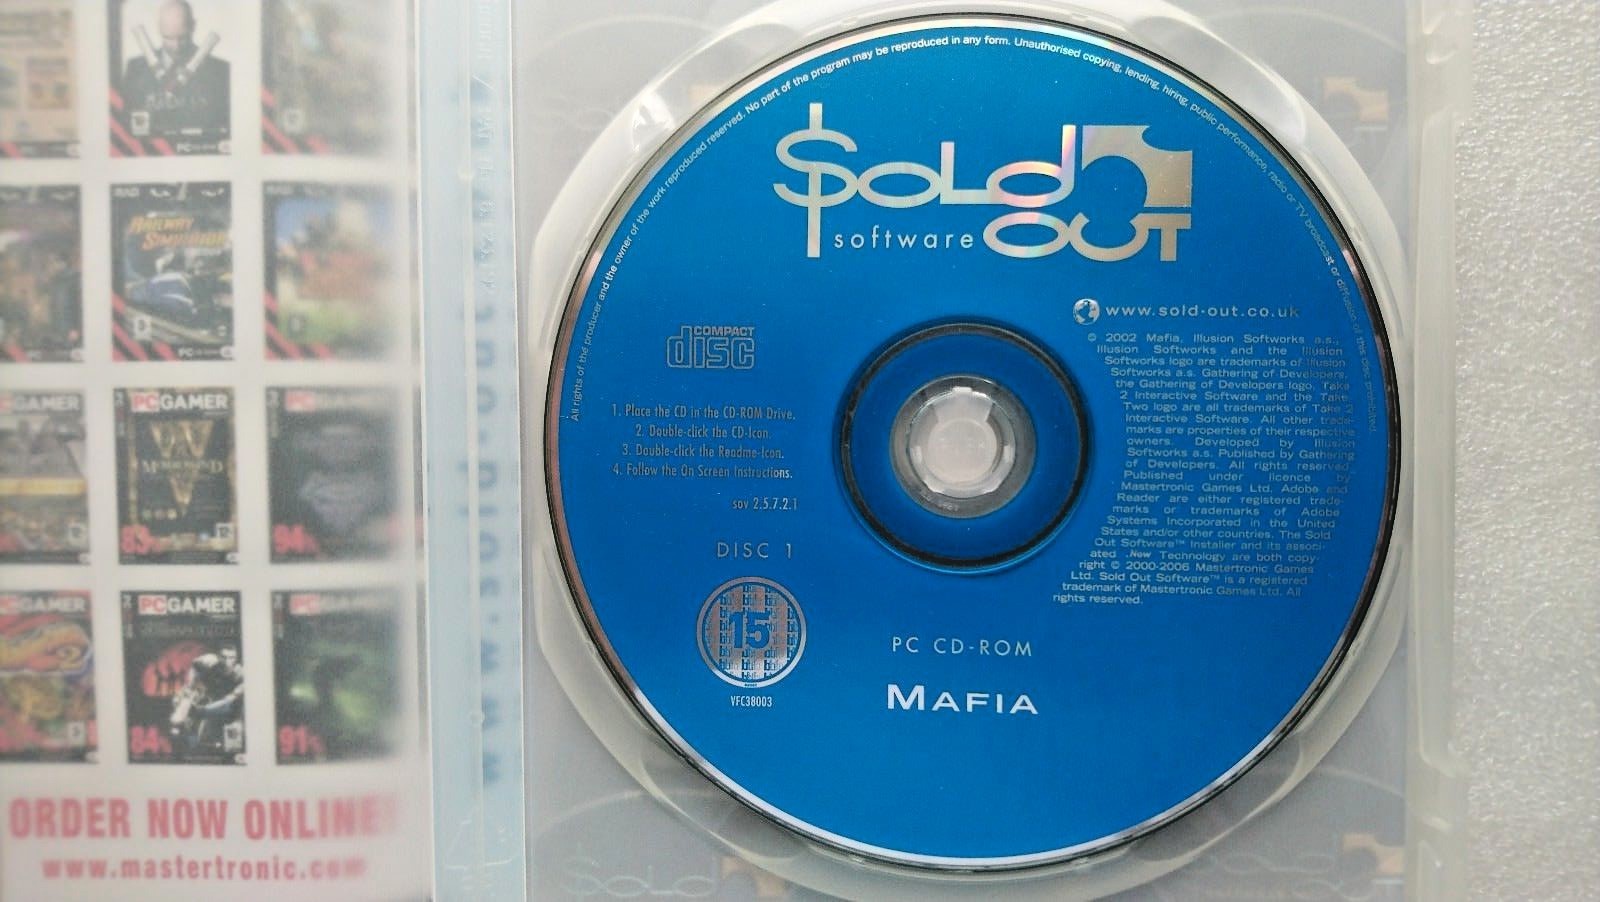 All rights of the producer and the owner of the work reproduced reserved. No part of the program may be reproduced in any form. Unauthorised copying, lending, hiring, public performance, radio or TV broadcast or diffusion of this disc prohibited
$old Out
software
www.sold-out.co.uk
COMPACT
disc
1. Place the CD in the CD-ROM Drive.
2. Double-click the CD-Icon.
3. Double-click the Readme-Icon.
4. Follow the On Screen Instructions.
sov 2.5.7.2.1
DISC 1
15
VFC38003
© 2002 Mafia, Illusion Softworks a.s.,
Illusion Softworks and the Illusion
Softworks logo are trademarks of Illusion
Softworks a.s. Gathering of Developers,
the Gathering of Developers logo, Take
2 Interactive Software and the Take
Two logo are all trademarks of Take 2
Interactive Software. All other trade-
marks are properties of their respective
owners. Developed by Illusion
Softworks a.s. Published by Gathering
of Developers. All rights reserved
Published under licence by
Mastertronic Games Ltd. Adobe and
Reader are either registered trade-
marks or trademarks of Adobe
Systems Incorporated in the United
States and/or other countries. The Sold
Out Software™ Installer and its associ-
ated .New Technology are both copy-
right © 2000-2006 Mastertronic Games
Ltd. Sold Out Software™ is a registered
trademark of Mastertronic Games Ltd. All
rights reserved.
PC CD-ROM
MAFIA
RAILWAY
SIMULATOR
PCGAMER
MORROWIND
83%
94%
PCGAMER
84%
91%
ORDER NOW ONLINE
www.mastertronic.com
www.sold-out